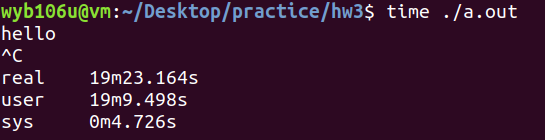 wyb106u@vm:~/Desktop/practice/hw3$ time ./a.out
hello
^C
real    19m23.164s
user    19m9.498s
sys     0m4.726s